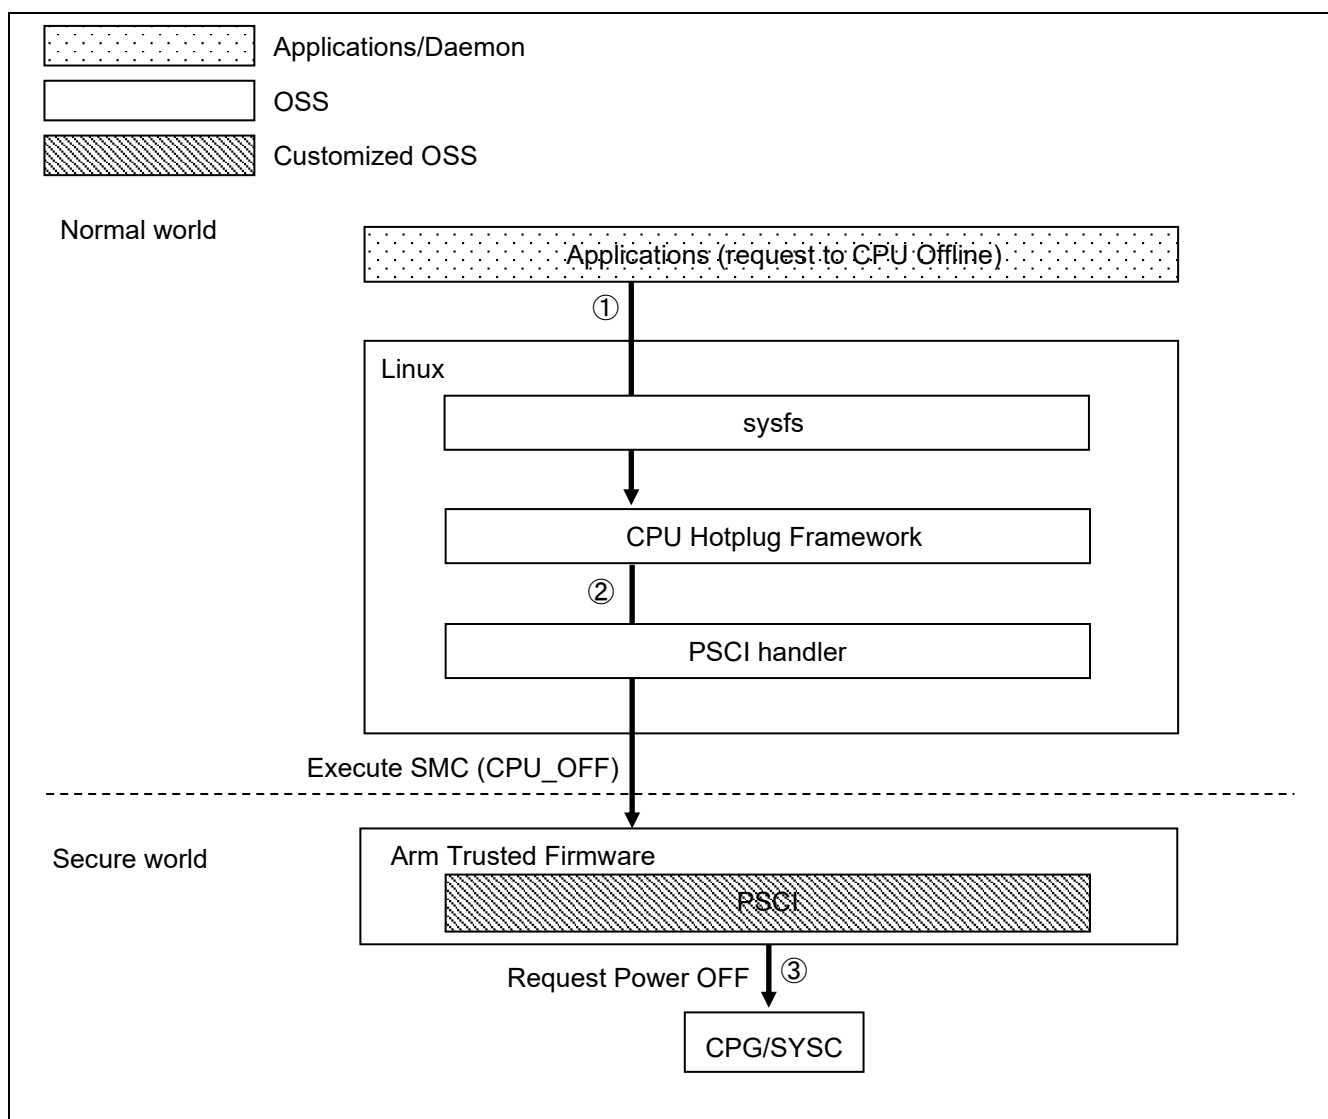 Applications/Daemon
OSS
Customized OSS
Normal world
Applications (request to CPU Offline)
①
Linux
sysfs
CPU Hotplug Framework
②
PSCI handler
Execute SMC (CPU_OFF)
Secure world
Arm Trusted Firmware
PSCI
Request Power OFF ③
CPG/SYSC